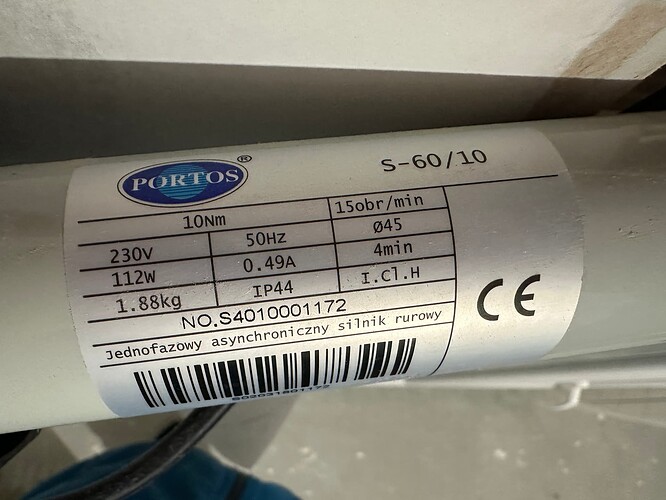 PORTOS®
S-60/10
10Nm 15obr/min
230V 50Hz Ø45
112W 0.49A 4min
1.88kg IP44 I.Cl.H
NO.S4010001172
Jednofazowy asynchroniczny silnik rurowy
CE
602031801172